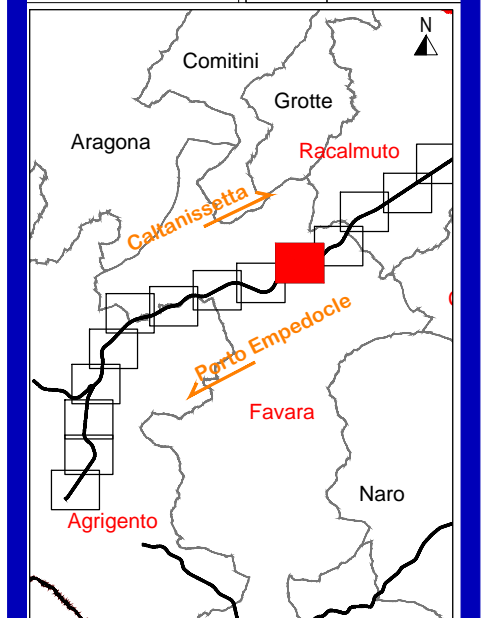 N
Comitini
Grotte
Aragona
Racalmuto
Caltanissetta
Porto Empedocle
Favara
Naro
Agrigento